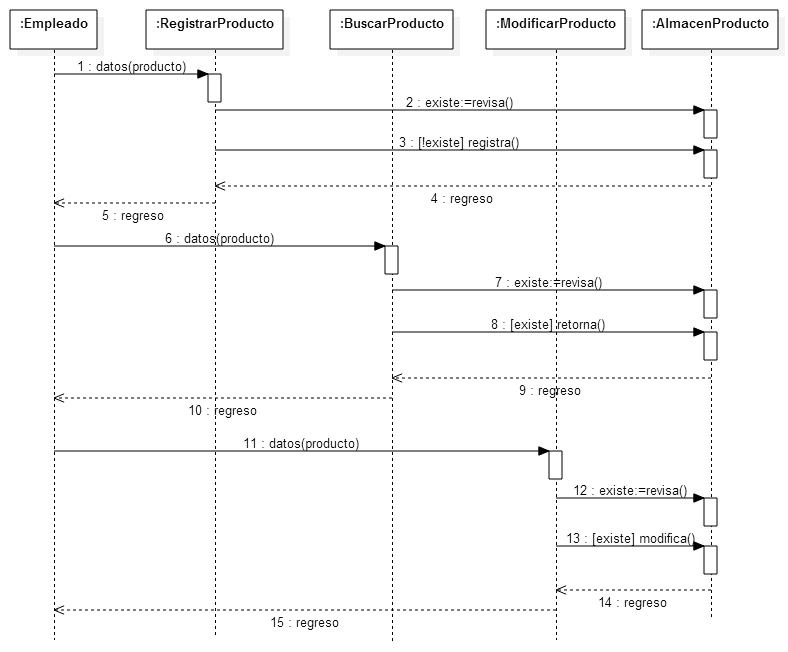 :Empleado
:RegistrarProducto
:BuscarProducto
:ModificarProducto
:AlmacenProducto
1 : datos(producto)
2 : existe:=revisa()
3 : [!existe] registra()
4 : regreso
5 : regreso
6 : datos(producto)
7 : existe:=revisa()
8 : [existe] retorna()
9 : regreso
10 : regreso
11 : datos(producto)
12 : existe:=revisa()
13 : [existe] modifica()
14 : regreso
15 : regreso